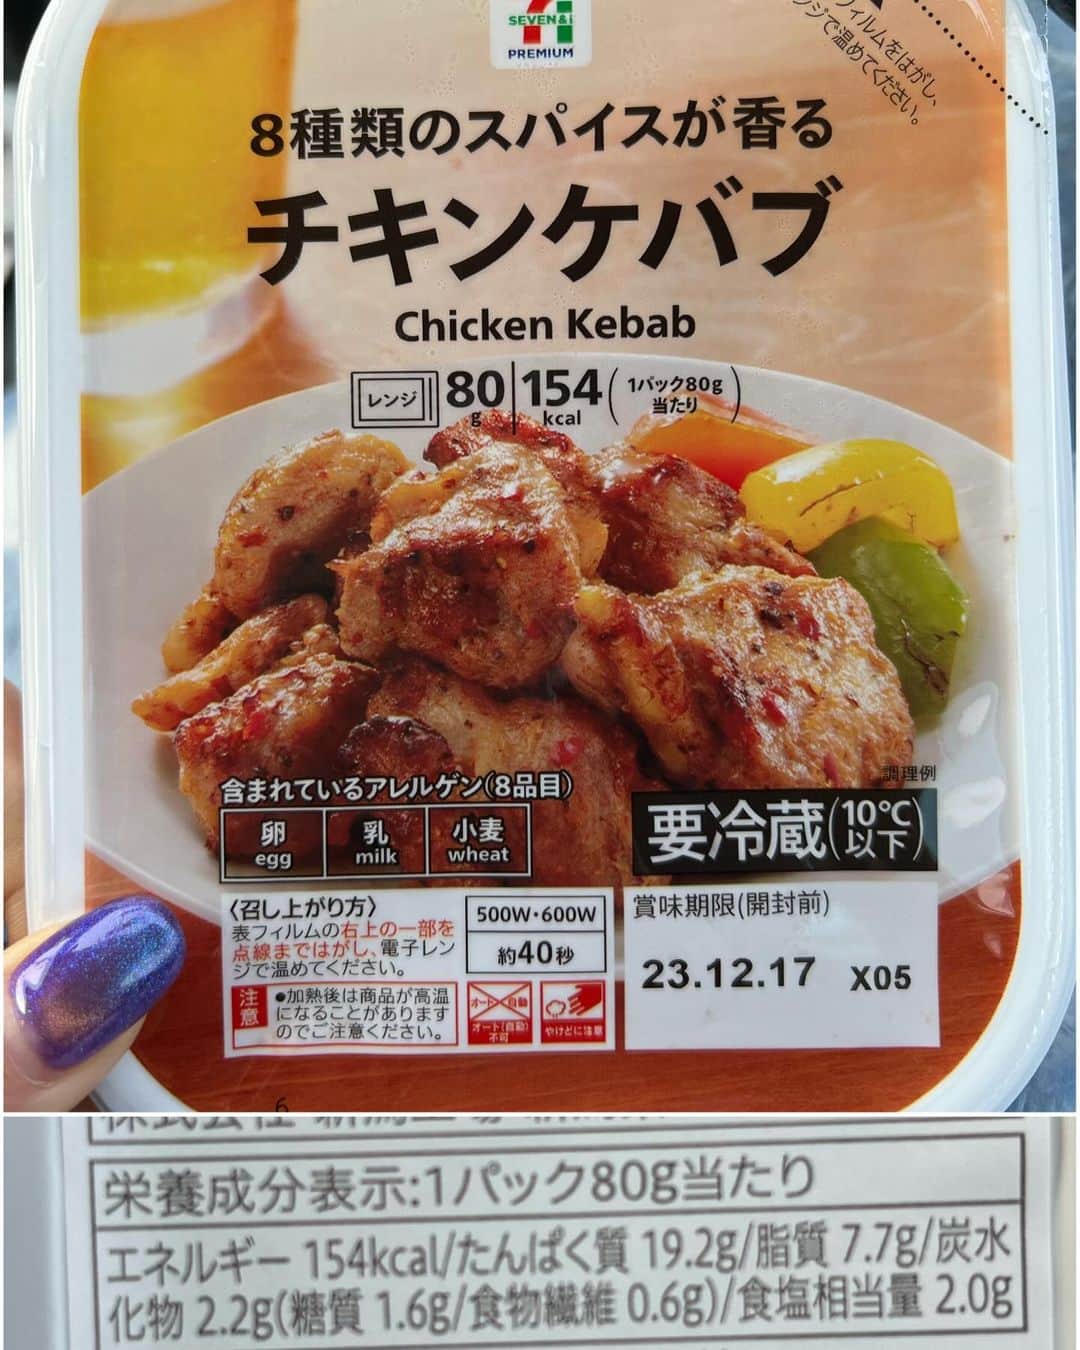 SEVEN&i
PREMIUM
フィルムをはがし、
ンジで温めてください。
8種類のスパイスが香る
チキンケバブ
Chicken Kebab
レンジ 80g 154kcal (1パック80g当たり)
調理例
含まれているアレルゲン(8品目)
卵 乳 小麦
egg milk wheat
要冷蔵(10℃以下)
〈召し上がり方〉
表フィルムの右上の一部を
点線まではがし、電子レン
ジで温めてください。
500W・600W
約40秒
注意
●加熱後は商品が高温
になることがあります
のでご注意ください。
オート・自動
オート(自動)
不可
やけどに注意
賞味期限(開封前)
23.12.17 X05
6
栄養成分表示:1パック80g当たり
エネルギー 154kcal/たんぱく質 19.2g/脂質 7.7g/炭水
化物 2.2g(糖質 1.6g/食物繊維 0.6g)/食塩相当量 2.0g